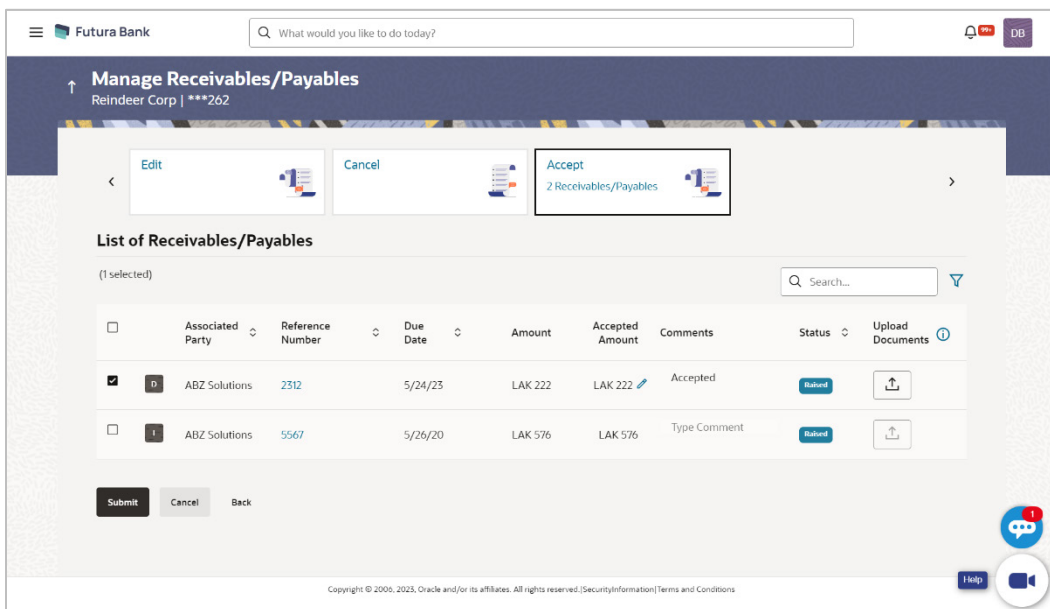 Futura Bank
What would you like to do today?
99+
DB
Manage Receivables/Payables
Reindeer Corp | ***262
Edit
Cancel
Accept
2 Receivables/Payables
List of Receivables/Payables
(1 selected)
Search...
Associated Party Reference Number Due Date Amount Accepted Amount Comments Status Upload Documents
D ABZ Solutions 2312 5/24/23 LAK 222 LAK 222 Accepted Raised
I ABZ Solutions 5567 5/26/20 LAK 576 LAK 576 Type Comment Raised
Submit Cancel Back
1
Help
Copyright © 2006, 2023, Oracle and/or its affiliates. All rights reserved.|SecurityInformation|Terms and Conditions